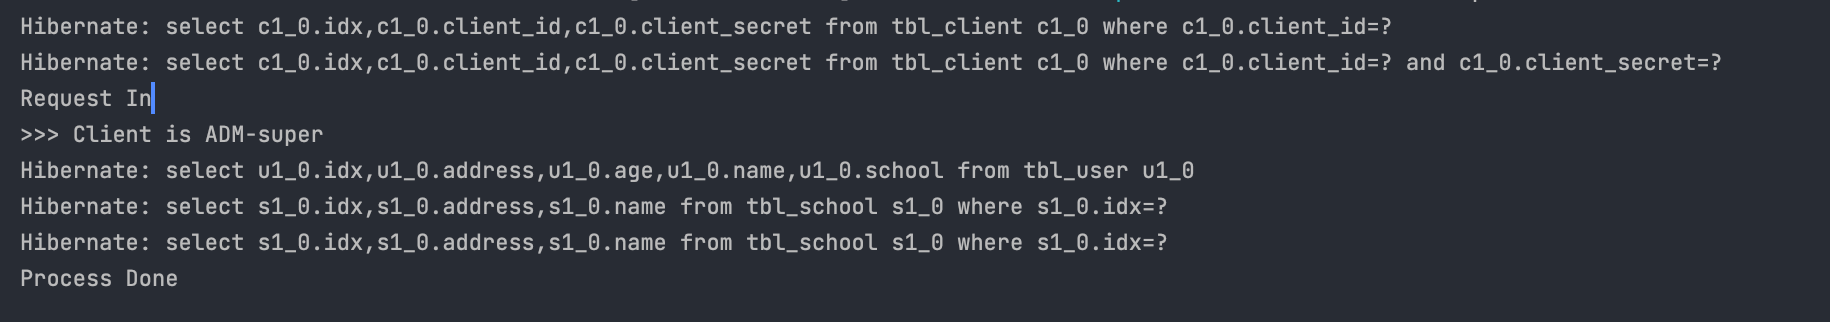 Hibernate: select c1_0.idx,c1_0.client_id,c1_0.client_secret from tbl_client c1_0 where c1_0.client_id=?
Hibernate: select c1_0.idx,c1_0.client_id,c1_0.client_secret from tbl_client c1_0 where c1_0.client_id=? and c1_0.client_secret=?
Request In
>>> Client is ADM-super
Hibernate: select u1_0.idx,u1_0.address,u1_0.age,u1_0.name,u1_0.school from tbl_user u1_0
Hibernate: select s1_0.idx,s1_0.address,s1_0.name from tbl_school s1_0 where s1_0.idx=?
Hibernate: select s1_0.idx,s1_0.address,s1_0.name from tbl_school s1_0 where s1_0.idx=?
Process Done